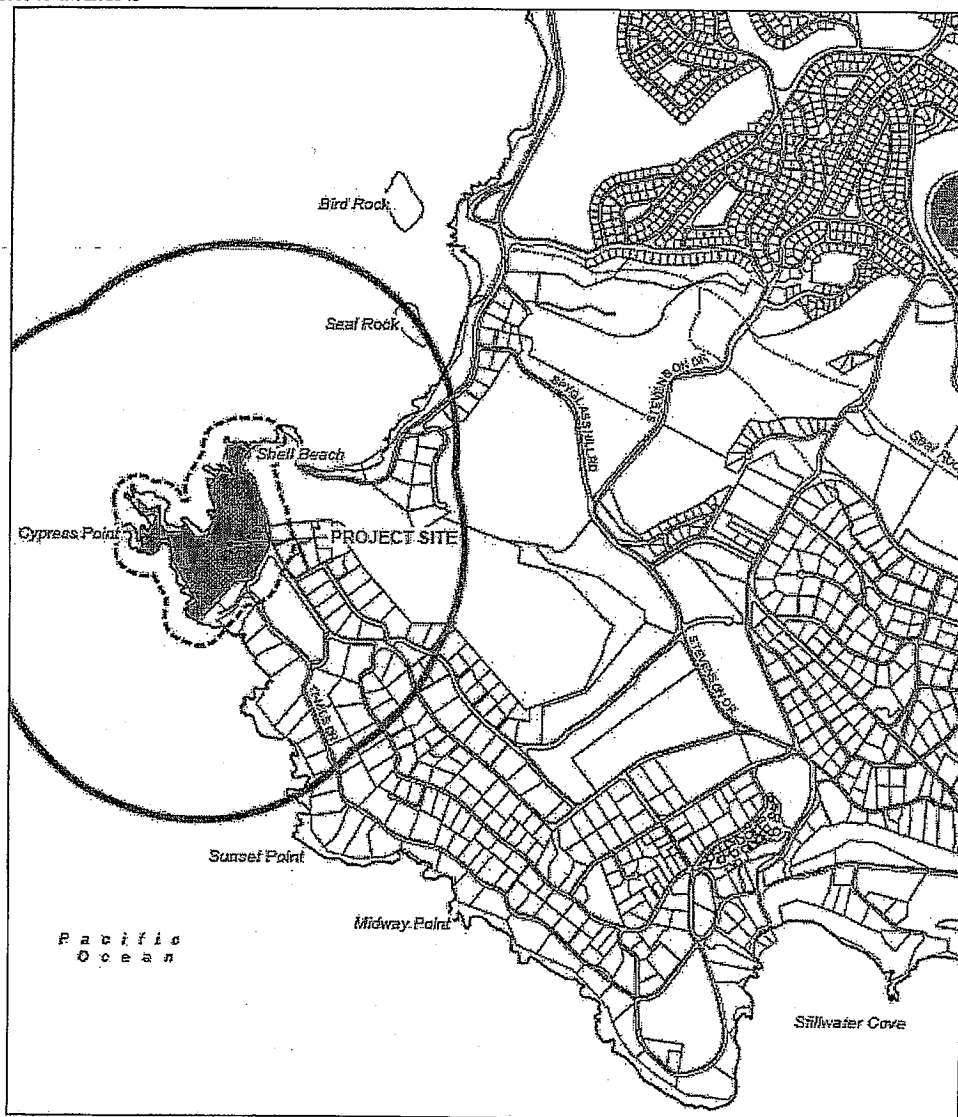 Bird Rock
Seal Rock
SPYGLASS HILL RD
STEVENSON DR
Shell Beach
Seal Rock
Cypress Point
PROJECT SITE
STEVENSON DR
Sunset Point
Midway Point
Pacific
Ocean
Stillwater Cove